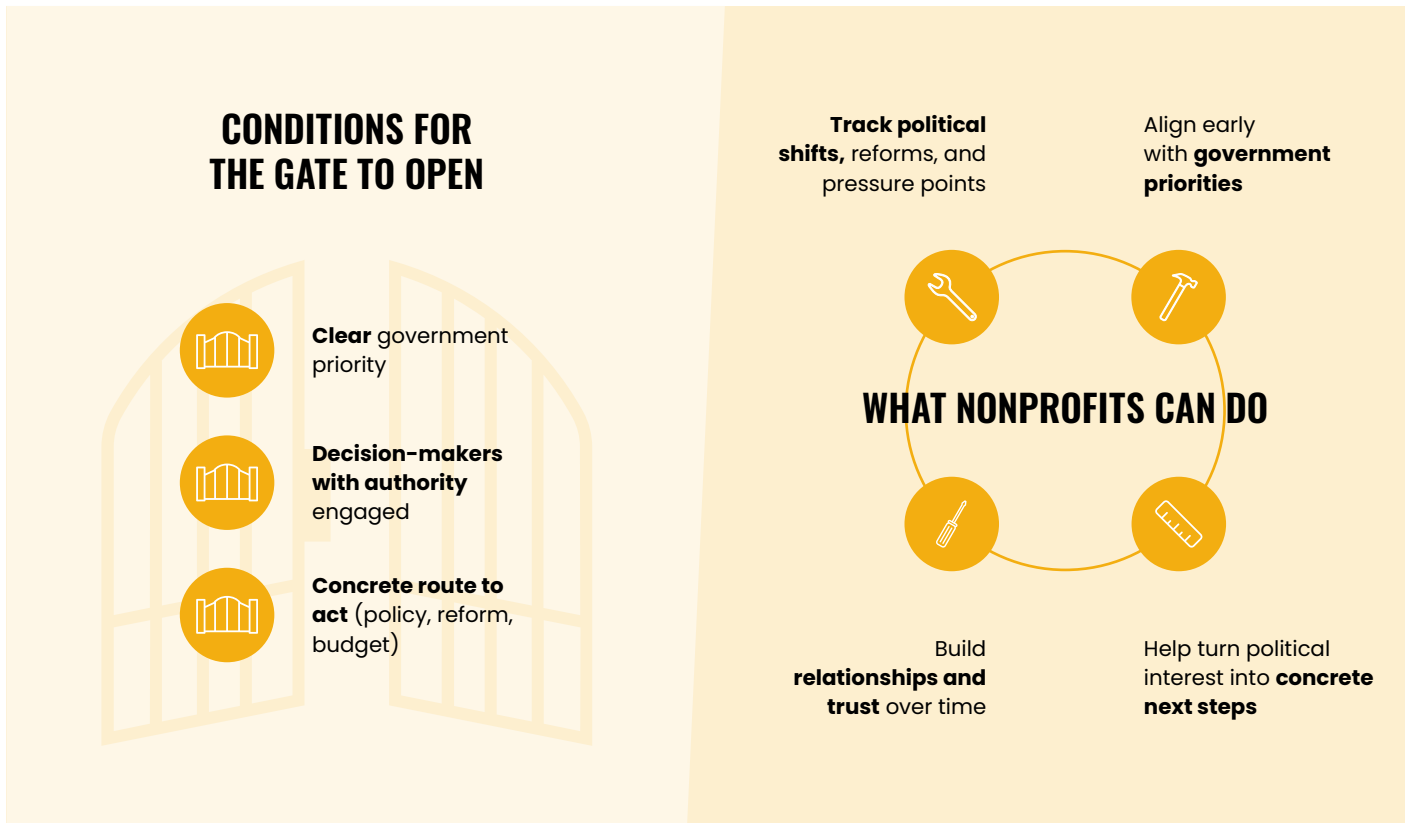 CONDITIONS FOR
THE GATE TO OPEN
Clear government
priority
Decision-makers
with authority
engaged
Concrete route to
act (policy, reform,
budget)
Track political
shifts, reforms, and
pressure points
Align early
with government
priorities
WHAT NONPROFITS CAN DO
Build
relationships and
trust over time
Help turn political
interest into concrete
next steps